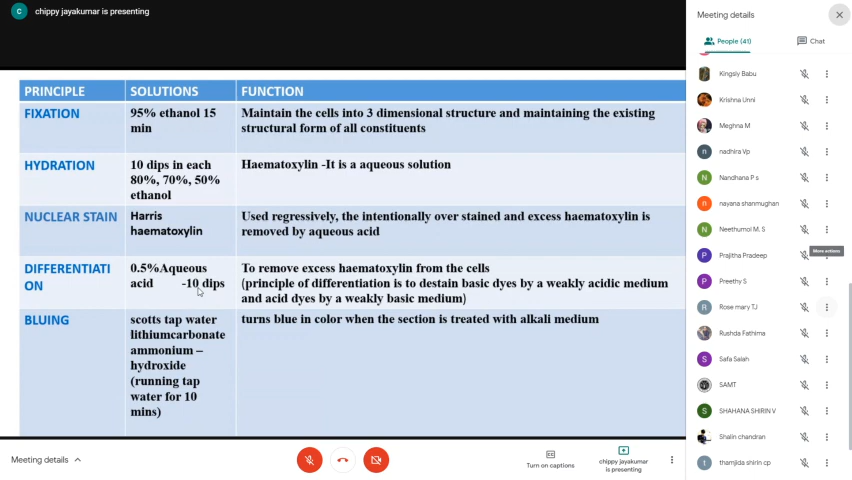 c
chippy jayakumar is presenting
PRINCIPLE
SOLUTIONS
FUNCTION
FIXATION
95% ethanol 15
min
Maintain the cells into 3 dimensional structure and maintaining the existing
structural form of all constituents
HYDRATION
10 dips in each
80%, 70%, 50%
ethanol
Haematoxylin -It is a aqueous solution
NUCLEAR STAIN
Harris
haematoxylin
Used regressively, the intentionally over stained and excess haematoxylin is
removed by aqueous acid
DIFFERENTIATI
ON
0.5%Aqueous
acid -10 dips
To remove excess haematoxylin from the cells
(principle of differentiation is to destain basic dyes by a weakly acidic medium
and acid dyes by a weakly basic medium)
BLUING
scotts tap water
lithiumcarbonate
ammonium –
hydroxide
(running tap
water for 10
mins)
turns blue in color when the section is treated with alkali medium
Meeting details
Turn on captions
chippy jayakumar
is presenting
Meeting details
People (41)
Chat
Kingsly Babu
Krishna Unni
Meghna M
n
nadhira Vp
N
Nandhana P s
n
nayana shanmughan
N
Neethumol M. S
More actions
P
Prajitha Pradeep
P
Preethy S
R
Rose mary TJ
Rushda Fathima
S
Safa Salah
SAMT
S
SHAHANA SHIRIN V
Shalin chandran
t
thamjida shirin cp